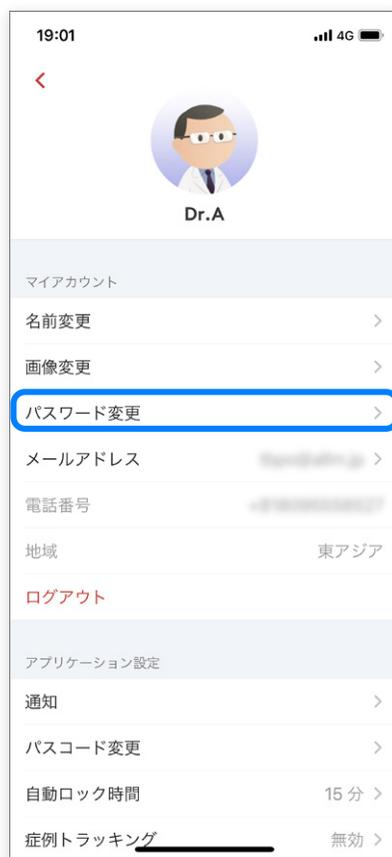 19:01
4G
Dr.A
マイアカウント
名前変更
画像変更
パスワード変更
メールアドレス
電話番号
地域 東アジア
ログアウト
アプリケーション設定
通知
パスコード変更
自動ロック時間 15 分
症例トラッキング 無効